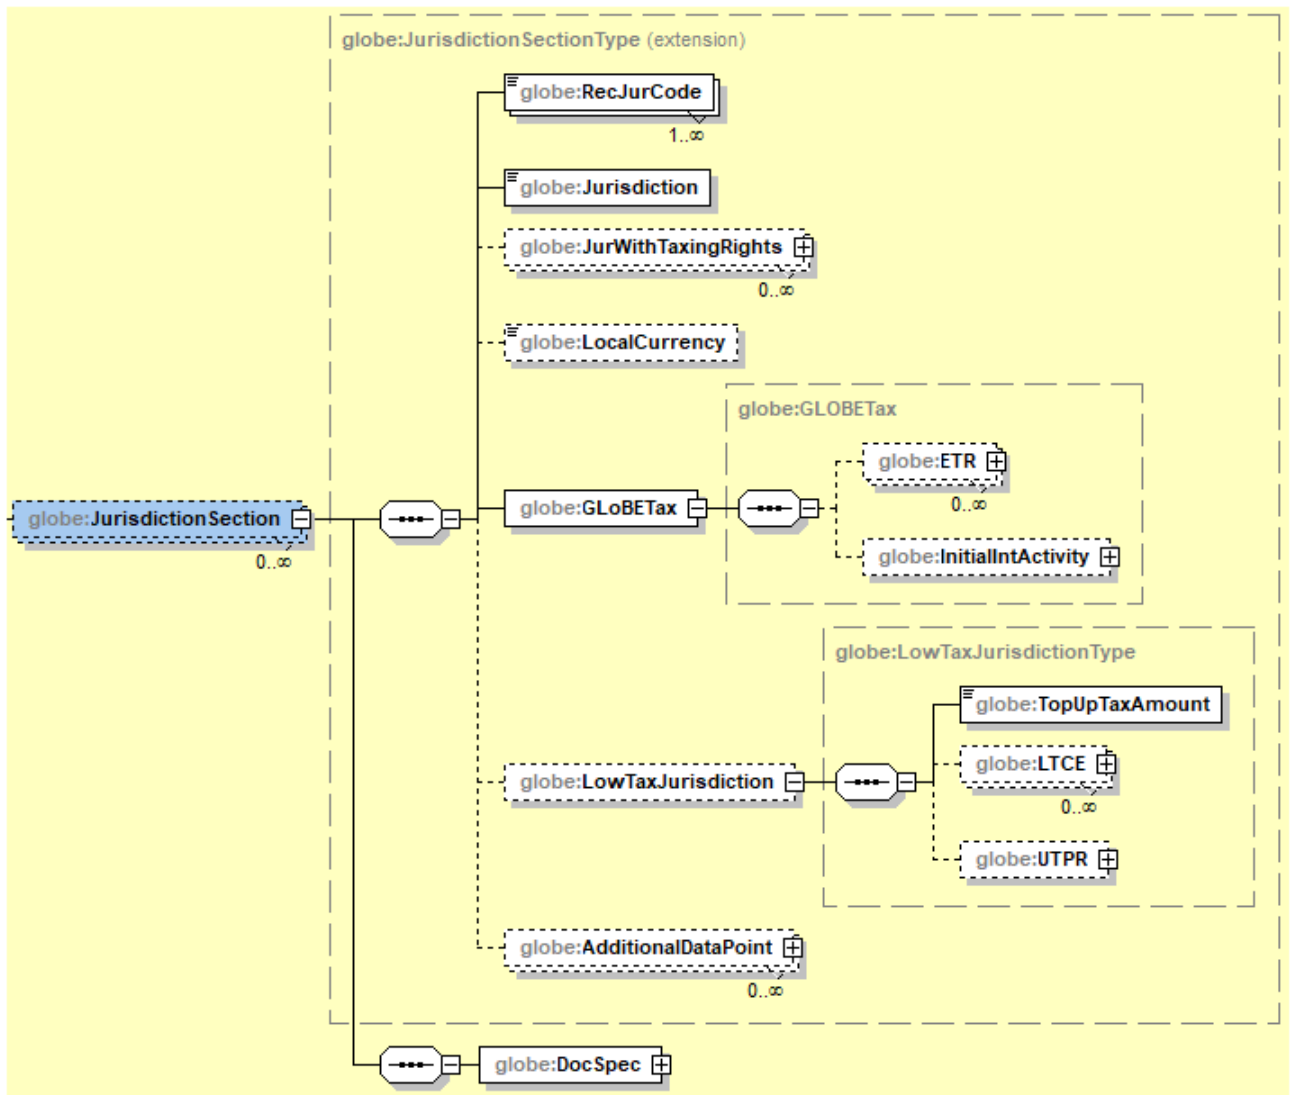 globe:JurisdictionSectionType (extension)
globe:RecJurCode
1..∞
globe:Jurisdiction
globe:JurWithTaxingRights
0..∞
globe:LocalCurrency
globe:GLOBETax
globe:ETR
0..∞
globe:JurisdictionSection
0..∞
globe:GLoBETax
globe:InitialIntActivity
globe:LowTaxJurisdictionType
globe:TopUpTaxAmount
globe:LowTaxJurisdiction
globe:LTCE
0..∞
globe:UTPR
globe:AdditionalDataPoint
0..∞
globe:DocSpec